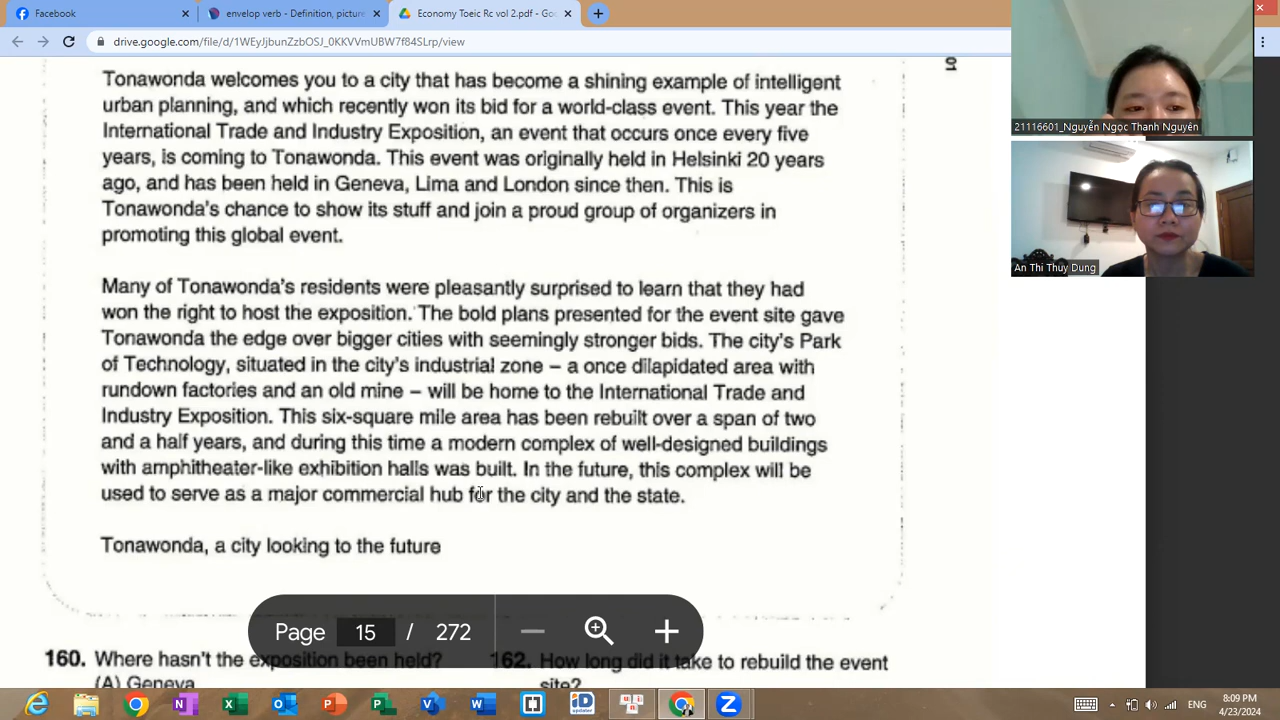 Facebook
envelop verb - Definition, picture
Economy Toeic Rc vol 2.pdf - Goo
drive.google.com/file/d/1WEyJjbunZzbOSJ_0KKVVmUBW7f84SLrp/view
01
Tonawonda welcomes you to a city that has become a shining example of intelligent
urban planning, and which recently won its bid for a world-class event. This year the
International Trade and Industry Exposition, an event that occurs once every five
years, is coming to Tonawonda. This event was originally held in Helsinki 20 years
ago, and has been held in Geneva, Lima and London since then. This is
Tonawonda's chance to show its stuff and join a proud group of organizers in
promoting this global event.
Many of Tonawonda's residents were pleasantly surprised to learn that they had
won the right to host the exposition. The bold plans presented for the event site gave
Tonawonda the edge over bigger cities with seemingly stronger bids. The city's Park
of Technology, situated in the city's industrial zone – a once dilapidated area with
rundown factories and an old mine – will be home to the International Trade and
Industry Exposition. This six-square mile area has been rebuilt over a span of two
and a half years, and during this time a modern complex of well-designed buildings
with amphitheater-like exhibition halls was built. In the future, this complex will be
used to serve as a major commercial hub for the city and the state.
Tonawonda, a city looking to the future
Page 15 / 272
160. Where hasn't the exposition been held?
(A) Geneva
162. How long did it take to rebuild the event
site?
21116601_Nguyễn Ngọc Thanh Nguyên
An Thi Thuy Dung
ENG
8:09 PM
4/23/2024